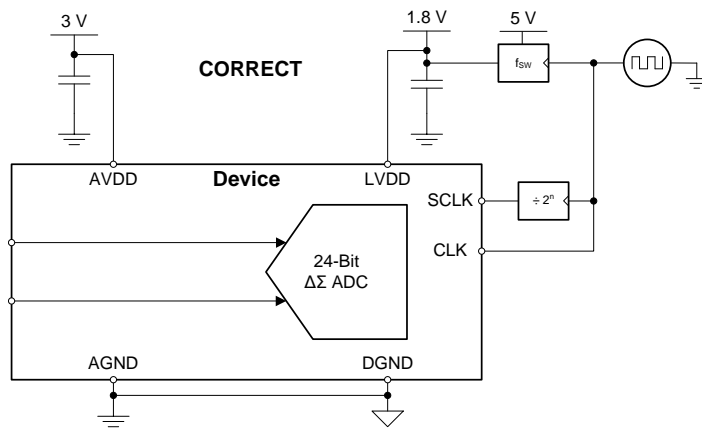 3 V
1.8 V
5 V
CORRECT
fSW
AVDD
Device
LVDD
SCLK
÷ 2ⁿ
CLK
24-Bit
ΔΣ ADC
AGND
DGND